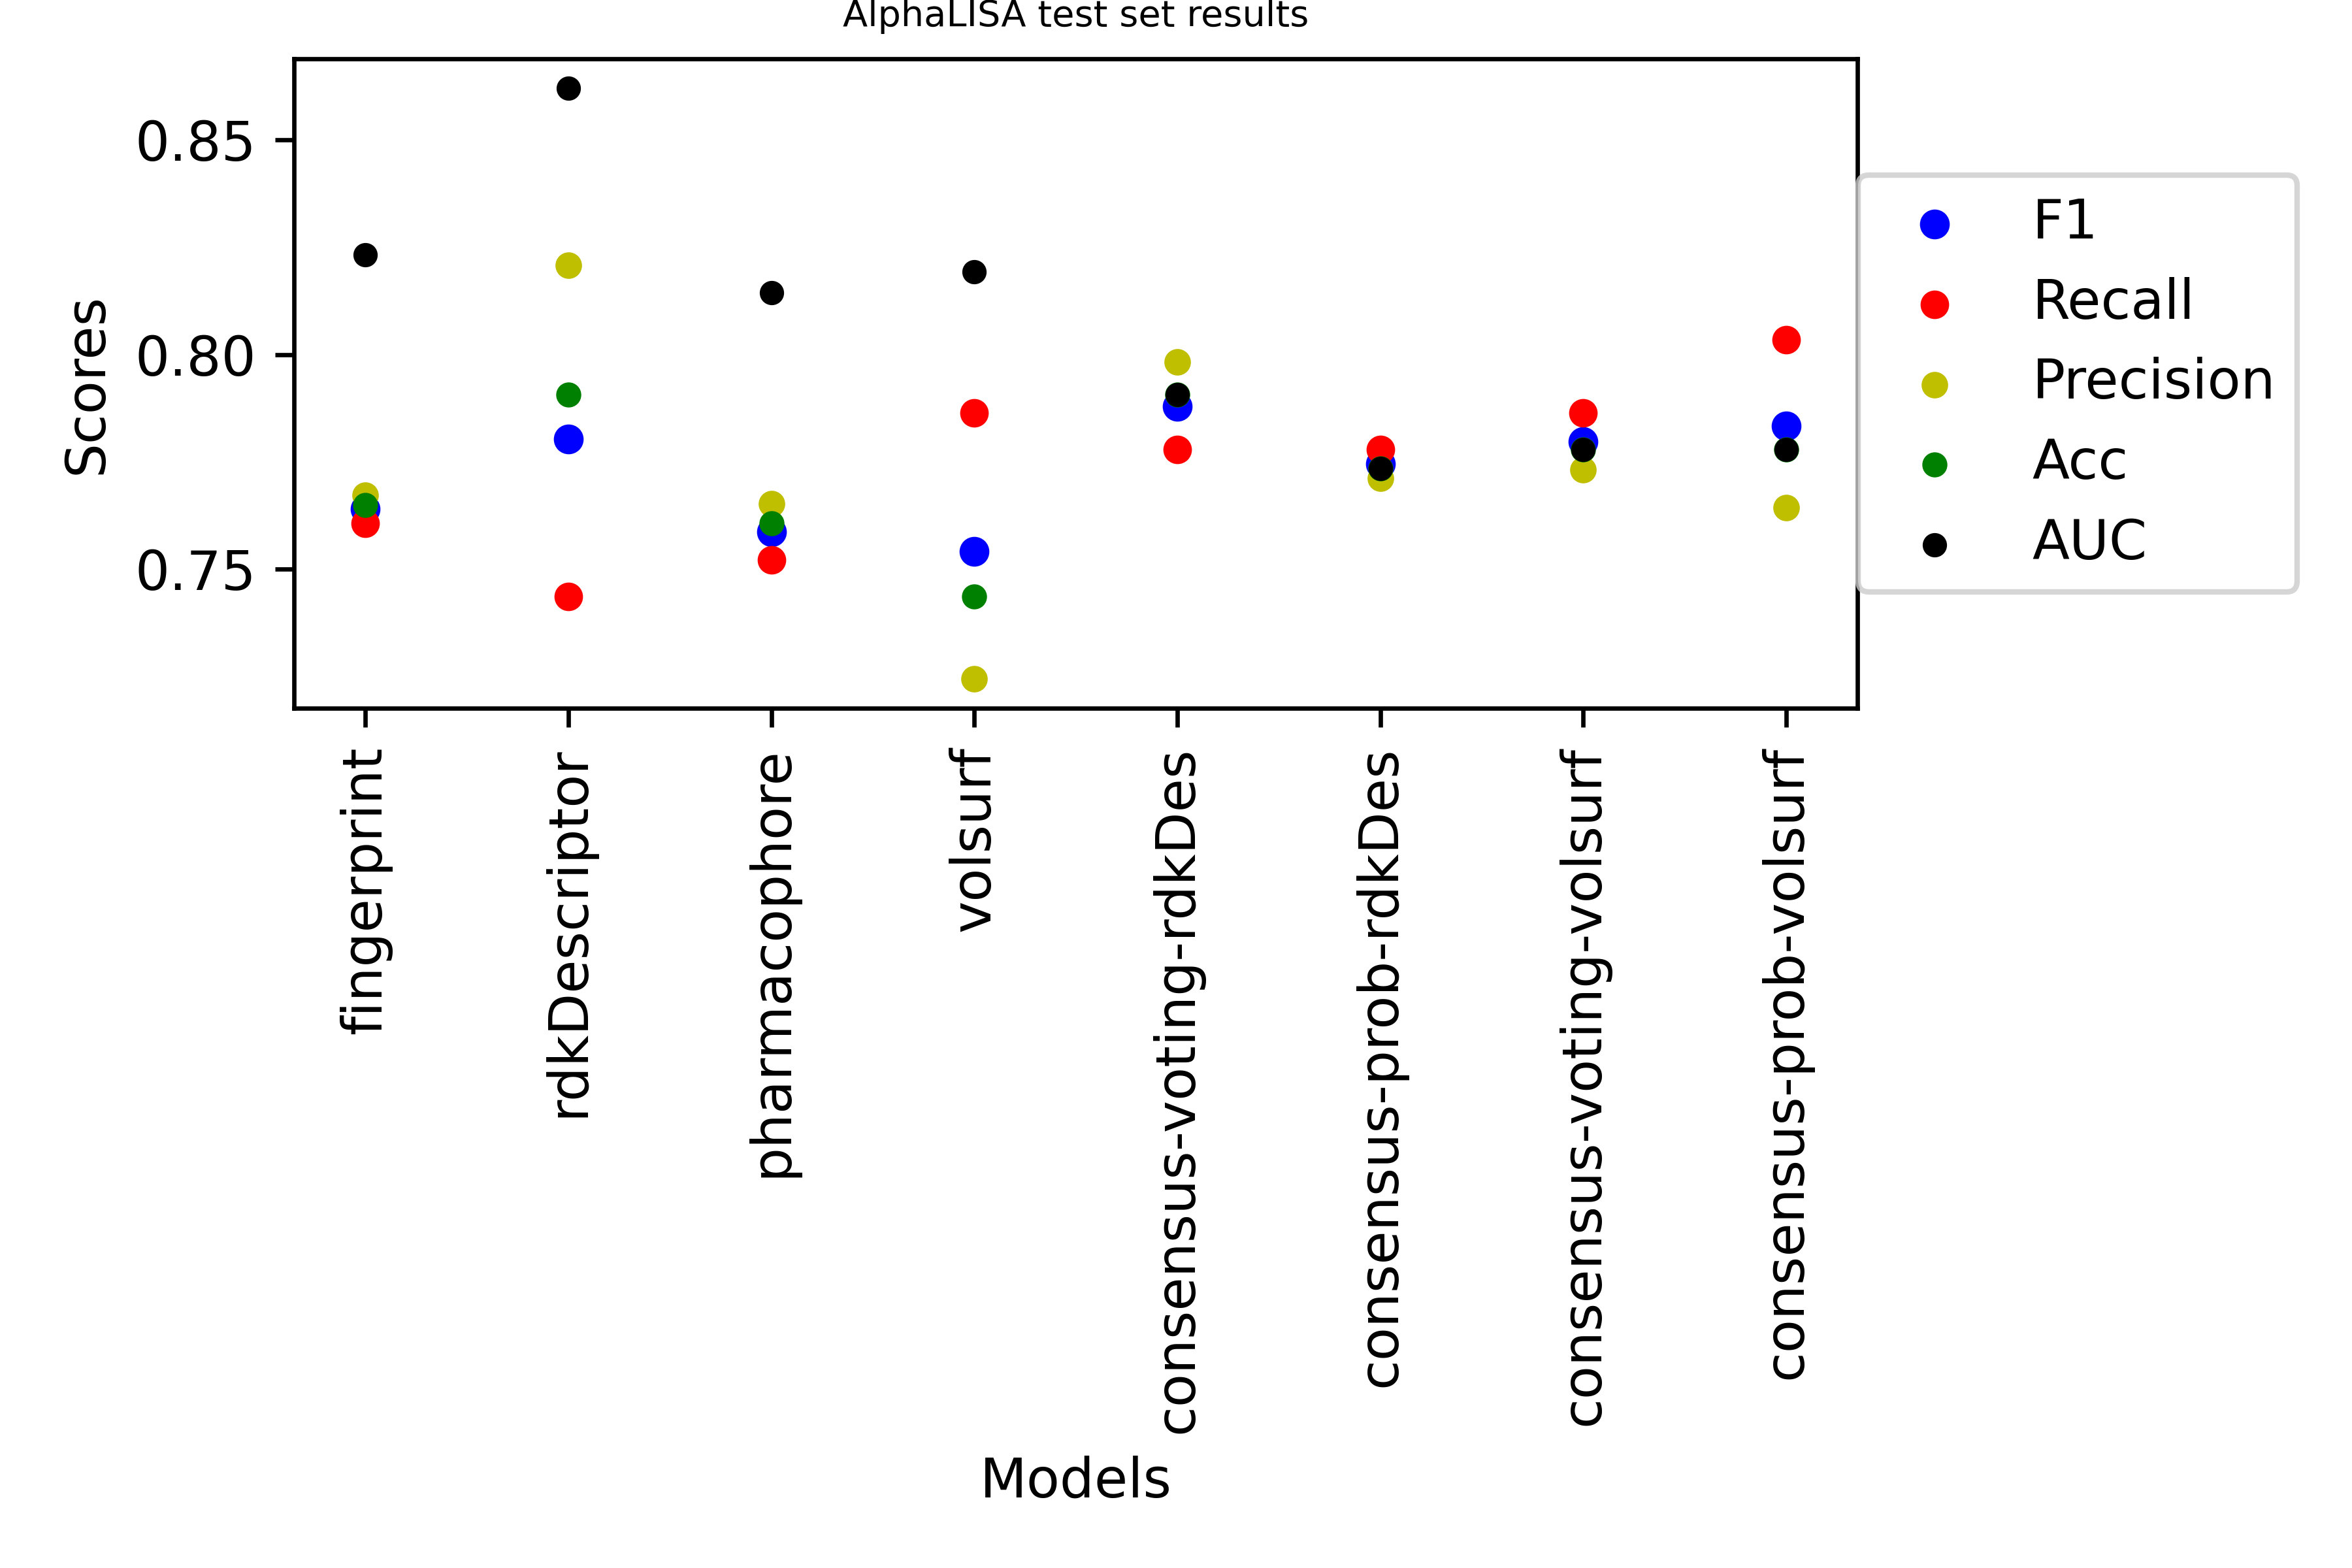 AlphaLISA test set results
Scores
0.85
0.80
0.75
F1
Recall
Precision
Acc
AUC
fingerprint
rdkDescriptor
pharmacophore
volsurf
consensus-voting-rdkDes
consensus-prob-rdkDes
consensus-voting-volsurf
consensus-prob-volsurf
Models